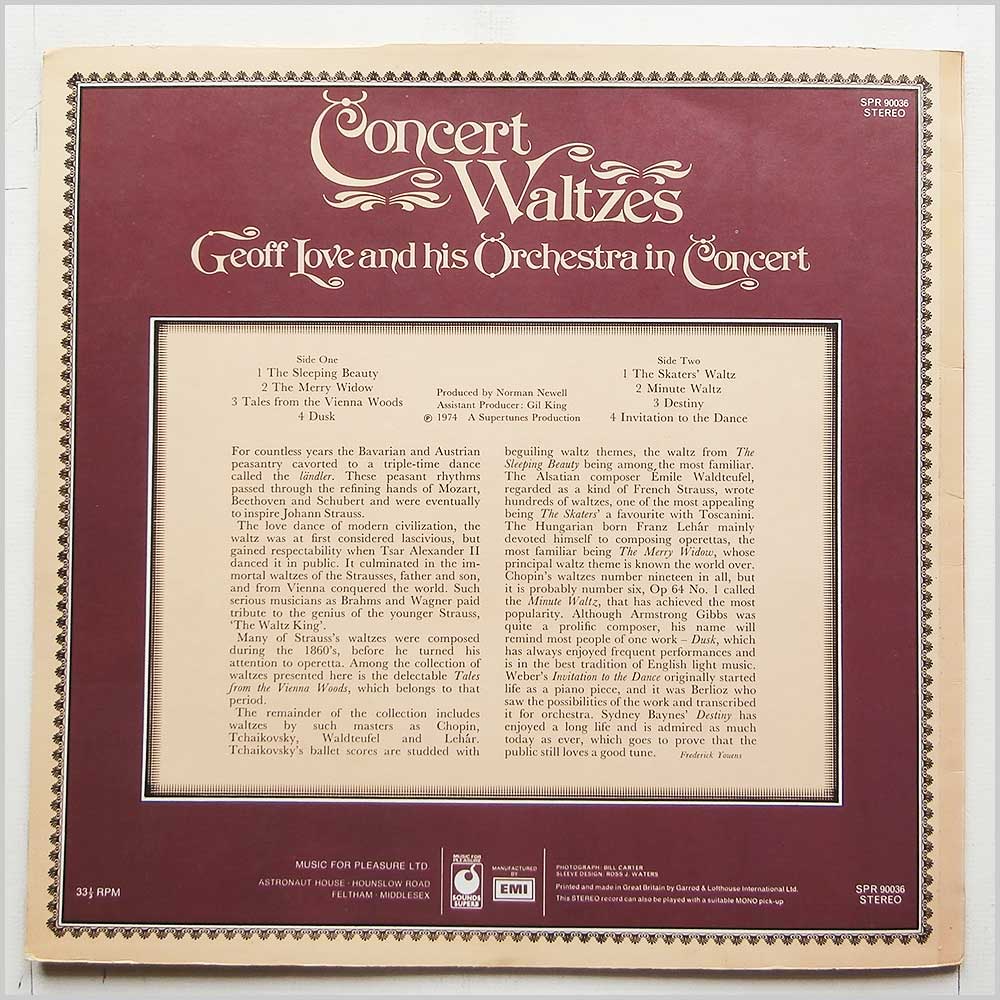 SPR 90036
STEREO
Concert
Waltzes
Geoff Love and his Orchestra in Concert
Side One
1 The Sleeping Beauty
2 The Merry Widow
3 Tales from the Vienna Woods
4 Dusk
Produced by Norman Newell
Assistant Producer: Gil King
℗ 1974 A Supertunes Production
Side Two
1 The Skaters' Waltz
2 Minute Waltz
3 Destiny
4 Invitation to the Dance
For countless years the Bavarian and Austrian
peasantry cavorted to a triple-time dance
called the ländler. These peasant rhythms
passed through the refining hands of Mozart,
Beethoven and Schubert and were eventually
to inspire Johann Strauss.
The love dance of modern civilization, the
waltz was at first considered lascivious, but
gained respectability when Tsar Alexander II
danced it in public. It culminated in the im-
mortal waltzes of the Strausses, father and son,
and from Vienna conquered the world. Such
serious musicians as Brahms and Wagner paid
tribute to the genius of the younger Strauss,
'The Waltz King'.
Many of Strauss's waltzes were composed
during the 1860's, before he turned his
attention to operetta. Among the collection of
waltzes presented here is the delectable Tales
from the Vienna Woods, which belongs to that
period.
The remainder of the collection includes
waltzes by such masters as Chopin,
Tchaikovsky, Waldteufel and Lehár.
Tchaikovsky's ballet scores are studded with
beguiling waltz themes, the waltz from The
Sleeping Beauty being among the most familiar.
The Alsatian composer Émile Waldteufel,
regarded as a kind of French Strauss, wrote
hundreds of waltzes, one of the most appealing
being The Skaters' a favourite with Toscanini.
The Hungarian born Franz Lehár mainly
devoted himself to composing operettas, the
most familiar being The Merry Widow, whose
principal waltz theme is known the world over.
Chopin's waltzes number nineteen in all, but
it is probably number six, Op 64 No. 1 called
the Minute Waltz, that has achieved the most
popularity. Although Armstrong Gibbs was
quite a prolific composer, his name will
remind most people of one work – Dusk, which
has always enjoyed frequent performances and
is in the best tradition of English light music.
Weber's Invitation to the Dance originally started
life as a piano piece, and it was Berlioz who
saw the possibilities of the work and transcribed
it for orchestra. Sydney Baynes' Destiny has
enjoyed a long life and is admired as much
today as ever, which goes to prove that the
public still loves a good tune. Frederick Youens
33⅓ RPM
MUSIC FOR PLEASURE LTD.
ASTRONAUT HOUSE · HOUNSLOW ROAD
FELTHAM · MIDDLESEX
MUSIC FOR
PLEASURE
SOUNDS
SUPERB
MANUFACTURED
BY
EMI
PHOTOGRAPH: BILL CARTER
SLEEVE DESIGN: ROSS J. WATERS
Printed and made in Great Britain by Garrod & Lofthouse International Ltd.
This STEREO record can also be played with a suitable MONO pick-up
SPR 90036
STEREO